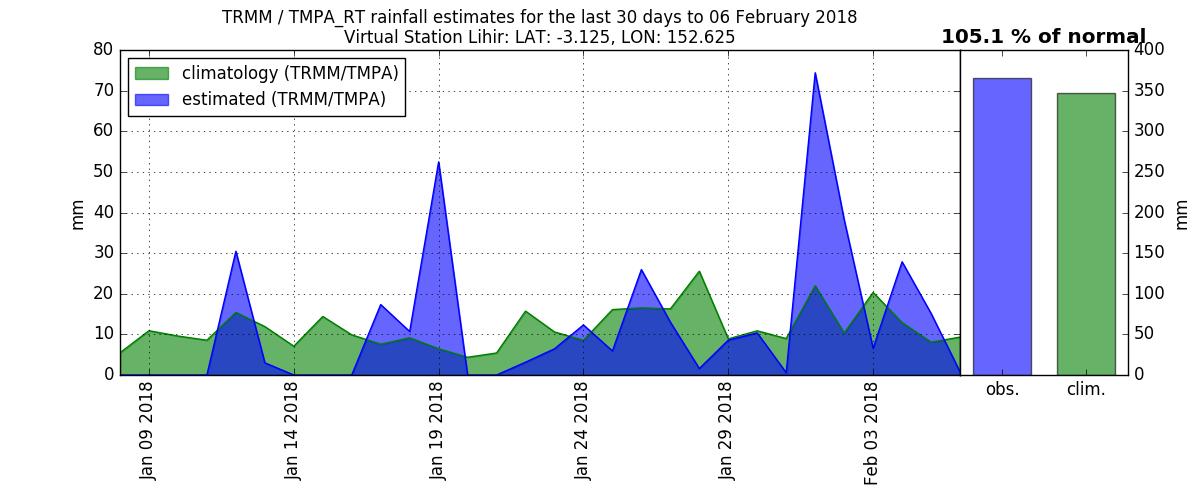 TRMM / TMPA_RT rainfall estimates for the last 30 days to 06 February 2018
Virtual Station Lihir: LAT: -3.125, LON: 152.625
105.1 % of normal
climatology (TRMM/TMPA)
estimated (TRMM/TMPA)
80
70
60
50
40
30
20
10
0
mm
Jan 09 2018
Jan 14 2018
Jan 19 2018
Jan 24 2018
Jan 29 2018
Feb 03 2018
400
350
300
250
200
150
100
50
0
mm
obs.
clim.